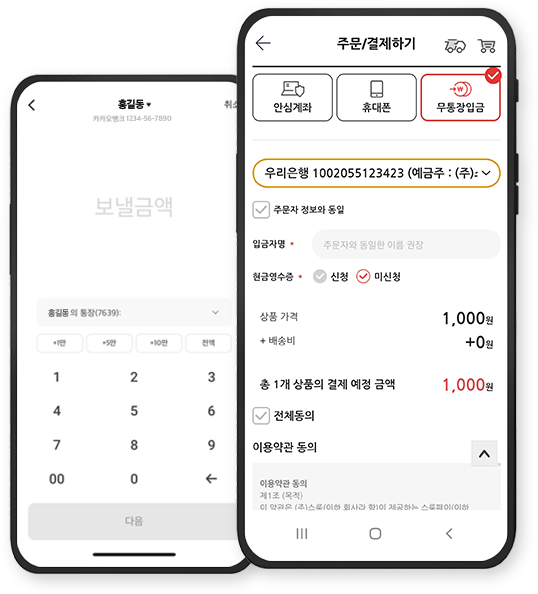 홍길동 ▾
취소
카카오뱅크 1234-56-7890
보낼금액
홍길동의 통장(7639):
+1만 +5만 +10만 전액
1 2 3
4 5 6
7 8 9
00 0 ←
다음
주문/결제하기
안심계좌 휴대폰 무통장입금
우리은행 1002055123423 (예금주 : (주)
주문자 정보와 동일
입금자명 • 주문자와 동일한 이름 권장
현금영수증 • 신청 미신청
상품 가격 1,000원
+ 배송비 +0원
총 1개 상품의 결제 예정 금액 1,000원
전체동의
이용약관 동의
이용약관 동의
제1조 (목적)
이 약관은 (주)스룩(이하 회사라 함)이 제공하는 스룩페이(이하